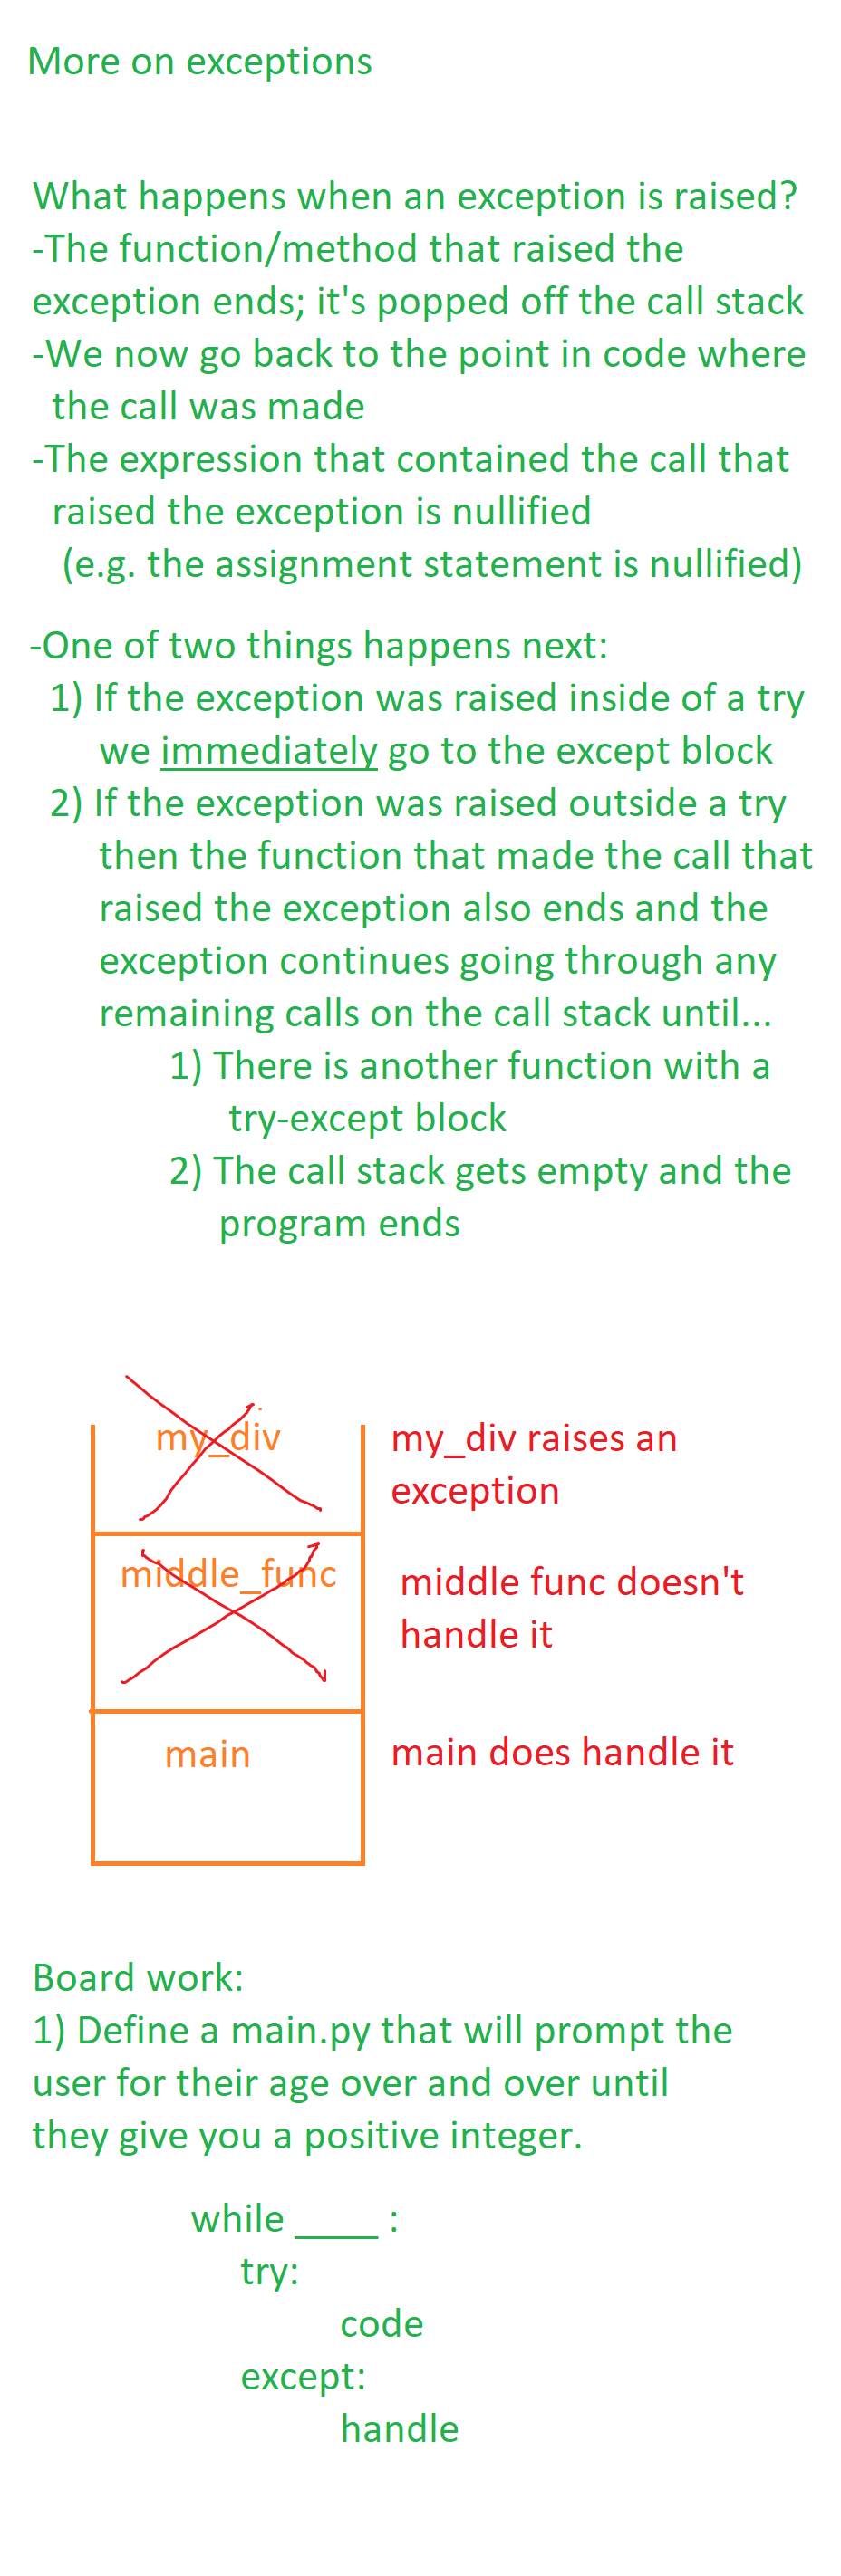 More on exceptions
What happens when an exception is raised?
-The function/method that raised the
exception ends; it's popped off the call stack
-We now go back to the point in code where
the call was made
-The expression that contained the call that
raised the exception is nullified
(e.g. the assignment statement is nullified)
-One of two things happens next:
1) If the exception was raised inside of a try
we immediately go to the except block
2) If the exception was raised outside a try
then the function that made the call that
raised the exception also ends and the
exception continues going through any
remaining calls on the call stack until...
1) There is another function with a
try-except block
2) The call stack gets empty and the
program ends
my_div
my_div raises an
exception
middle_func
middle func doesn't
handle it
main
main does handle it
Board work:
1) Define a main.py that will prompt the
user for their age over and over until
they give you a positive integer.
while ____ :
try:
code
except:
handle